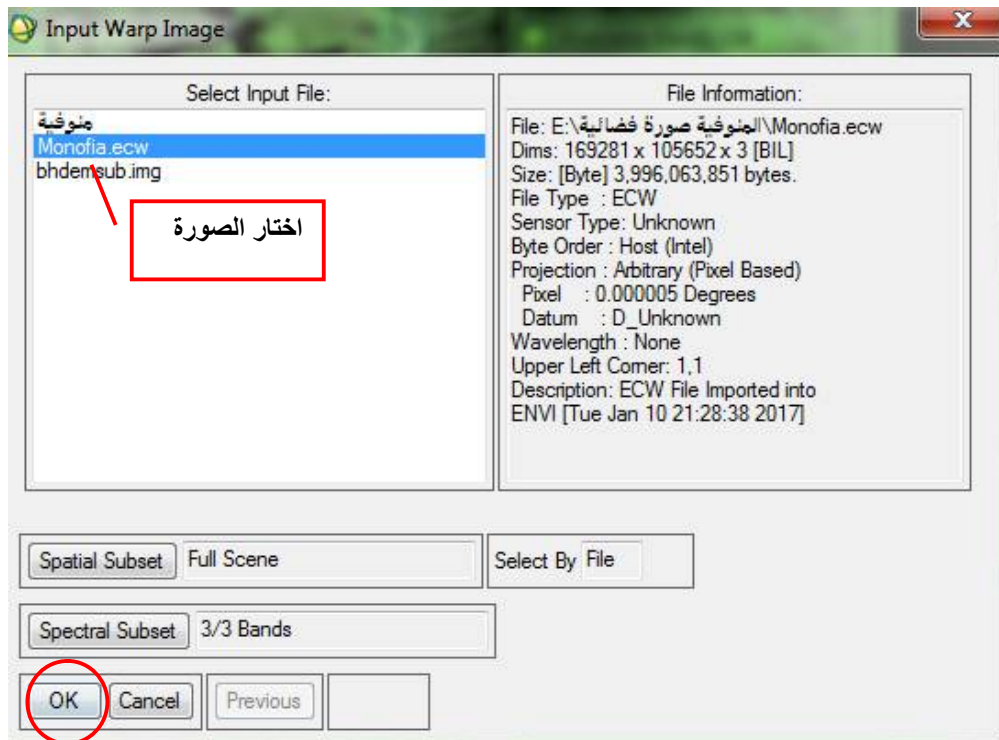 Input Warp Image
X
Select Input File:
منوفية
Monofia.ecw
bhdemsub.img
اختار الصورة
File Information:
File: E:\المنوفية صورة فضائية\Monofia.ecw
Dims: 169281 x 105652 x 3 [BIL]
Size: [Byte] 3,996,063,851 bytes.
File Type : ECW
Sensor Type: Unknown
Byte Order : Host (Intel)
Projection : Arbitrary (Pixel Based)
Pixel : 0.000005 Degrees
Datum : D_Unknown
Wavelength : None
Upper Left Corner: 1,1
Description: ECW File Imported into
ENVI [Tue Jan 10 21:28:38 2017]
Spatial Subset Full Scene
Select By File
Spectral Subset 3/3 Bands
OK Cancel Previous